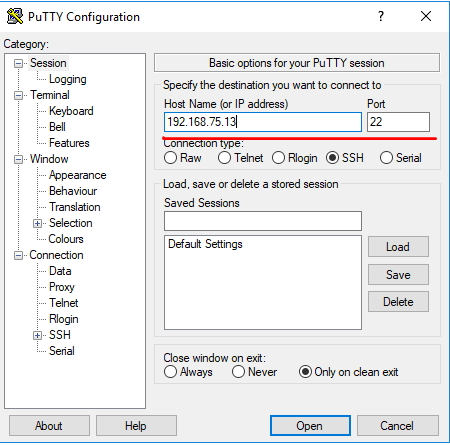 PuTTY Configuration
Category:
Session
Logging
Terminal
Keyboard
Bell
Features
Window
Appearance
Behaviour
Translation
Selection
Colours
Connection
Data
Proxy
Telnet
Rlogin
SSH
Serial
Basic options for your PuTTY session
Specify the destination you want to connect to
Host Name (or IP address) Port
192.168.75.13 22
Connection type:
Raw Telnet Rlogin SSH Serial
Load, save or delete a stored session
Saved Sessions
Default Settings
Load
Save
Delete
Close window on exit:
Always Never Only on clean exit
About Help Open Cancel